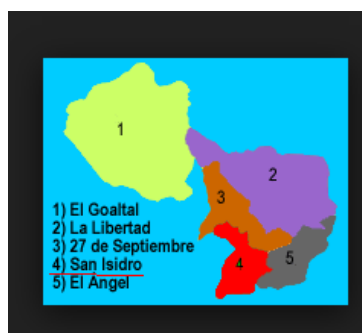 1
2
3
4
5
1) El Goaltal
2) La Libertad
3) 27 de Septiembre
4) San Isidro
5) El Ángel